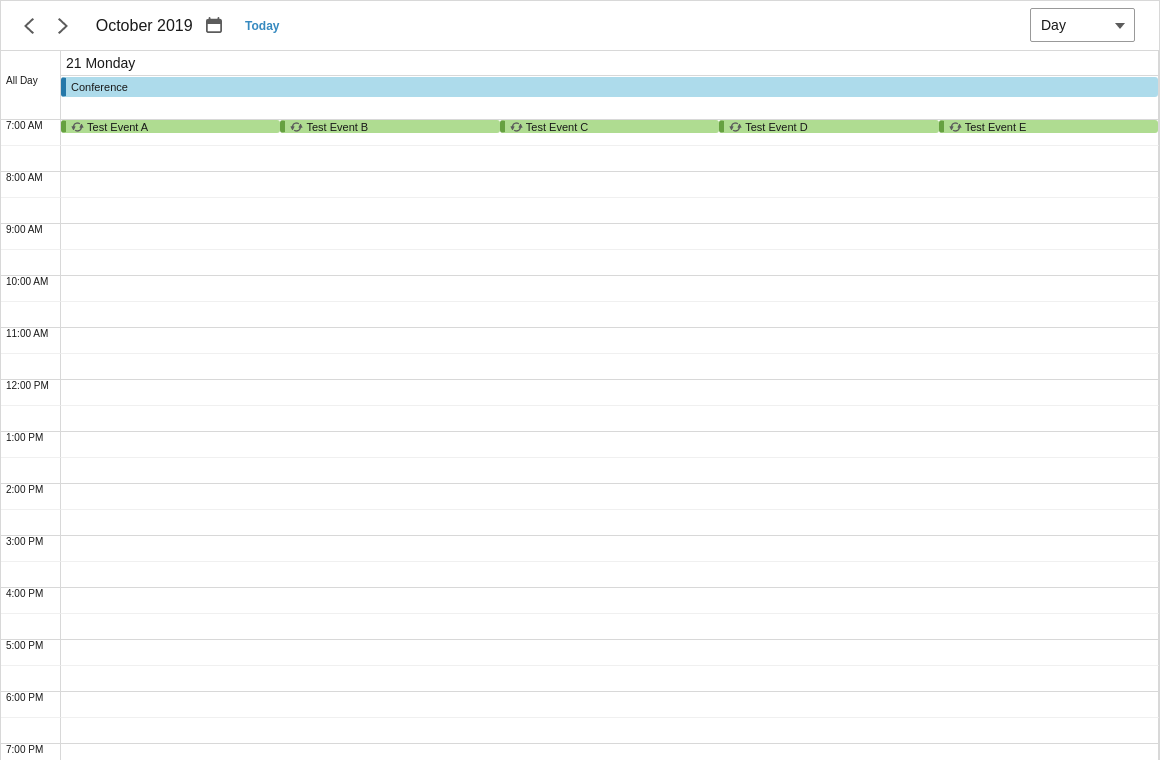 October 2019 Today Day
21 Monday
All Day Conference
7:00 AM Test Event A Test Event B Test Event C Test Event D Test Event E
8:00 AM
9:00 AM
10:00 AM
11:00 AM
12:00 PM
1:00 PM
2:00 PM
3:00 PM
4:00 PM
5:00 PM
6:00 PM
7:00 PM